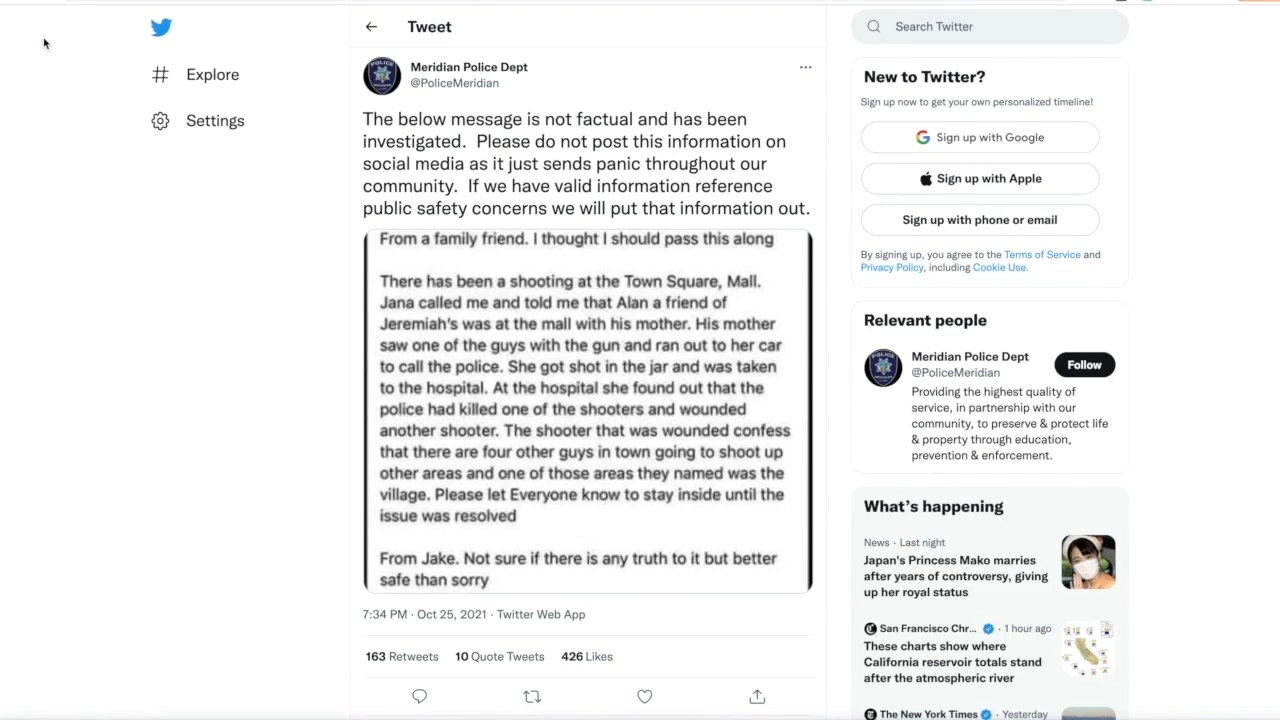 Tweet
Search Twitter
Explore
Settings
Meridian Police Dept
@PoliceMeridian
The below message is not factual and has been
investigated.  Please do not post this information on
social media as it just sends panic throughout our
community.  If we have valid information reference
public safety concerns we will put that information out.
From a family friend. I thought I should pass this along
There has been a shooting at the Town Square, Mall.
Jana called me and told me that Alan a friend of
Jeremiah's was at the mall with his mother. His mother
saw one of the guys with the gun and ran out to her car
to call the police. She got shot in the jar and was taken
to the hospital. At the hospital she found out that the
police had killed one of the shooters and wounded
another shooter. The shooter that was wounded confess
that there are four other guys in town going to shoot up
other areas and one of those areas they named was the
village. Please let Everyone know to stay inside until the
issue was resolved
From Jake. Not sure if there is any truth to it but better
safe than sorry
7:34 PM · Oct 25, 2021 · Twitter Web App
163 Retweets 10 Quote Tweets 426 Likes
New to Twitter?
Sign up now to get your own personalized timeline!
Sign up with Google
Sign up with Apple
Sign up with phone or email
By signing up, you agree to the Terms of Service and
Privacy Policy, including Cookie Use.
Relevant people
Meridian Police Dept
@PoliceMeridian
Follow
Providing the highest quality of
service, in partnership with our
community, to preserve & protect life
& property through education,
prevention & enforcement.
What's happening
News · Last night
Japan's Princess Mako marries
after years of controversy, giving
up her royal status
San Francisco Chr... · 1 hour ago
These charts show where
California reservoir totals stand
after the atmospheric river
The New York Times · Yesterday